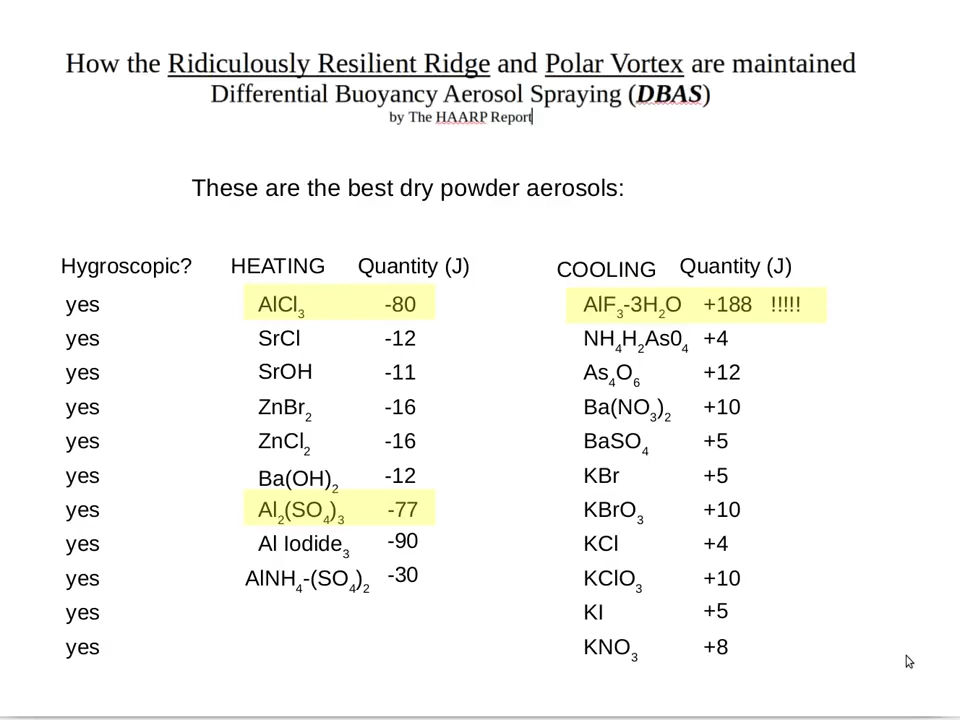 How the Ridiculously Resilient Ridge and Polar Vortex are maintained
Differential Buoyancy Aerosol Spraying (DBAS)
by The HAARP Report
These are the best dry powder aerosols:
Hygroscopic? HEATING Quantity (J) COOLING Quantity (J)
yes AlCl₃ -80 AlF₃-3H₂O +188 !!!!!
yes SrCl -12 NH₄H₂As0₄ +4
yes SrOH -11 As₄O₆ +12
yes ZnBr₂ -16 Ba(NO₃)₂ +10
yes ZnCl₂ -16 BaSO₄ +5
yes Ba(OH)₂ -12 KBr +5
yes Al₂(SO₄)₃ -77 KBrO₃ +10
yes Al Iodide₃ -90 KCl +4
yes AlNH₄-(SO₄)₂ -30 KClO₃ +10
yes KI +5
yes KNO₃ +8